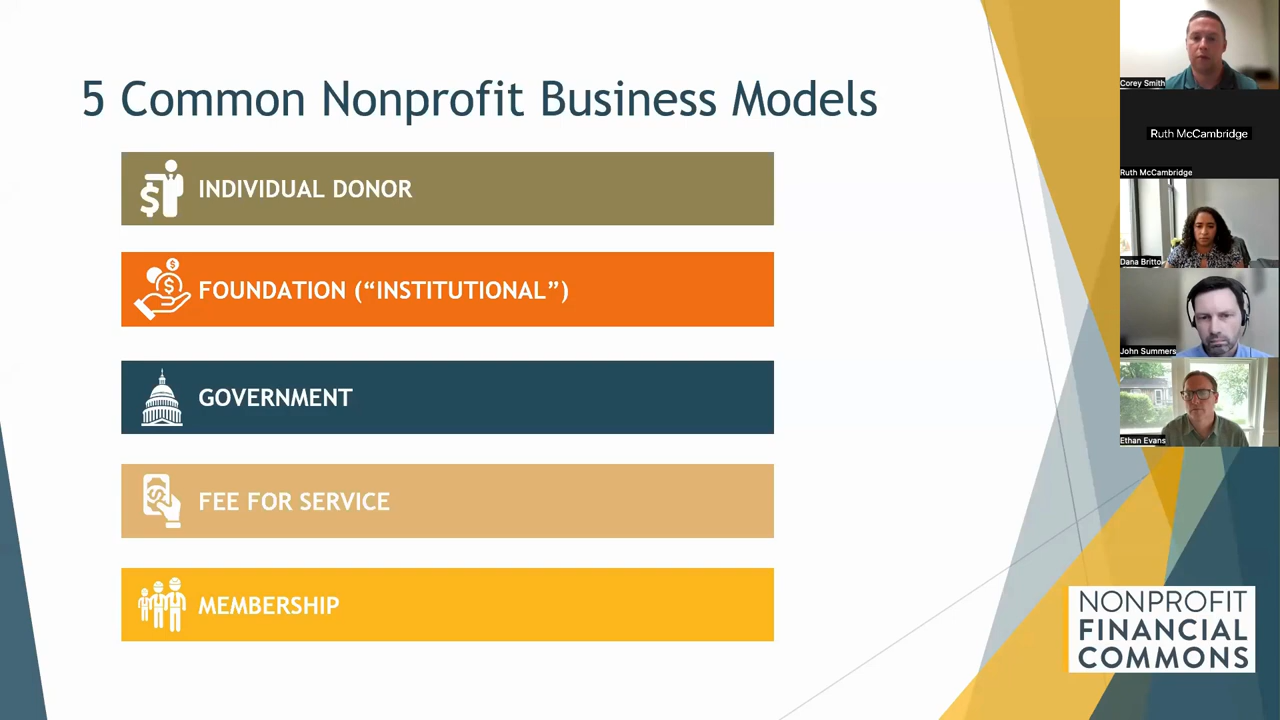 5 Common Nonprofit Business Models
INDIVIDUAL DONOR
FOUNDATION (“INSTITUTIONAL”)
GOVERNMENT
FEE FOR SERVICE
MEMBERSHIP
Corey Smith
Ruth McCambridge
Ruth McCambridge
Dana Britto
John Summers
Ethan Evans
NONPROFIT
FINANCIAL
COMMONS